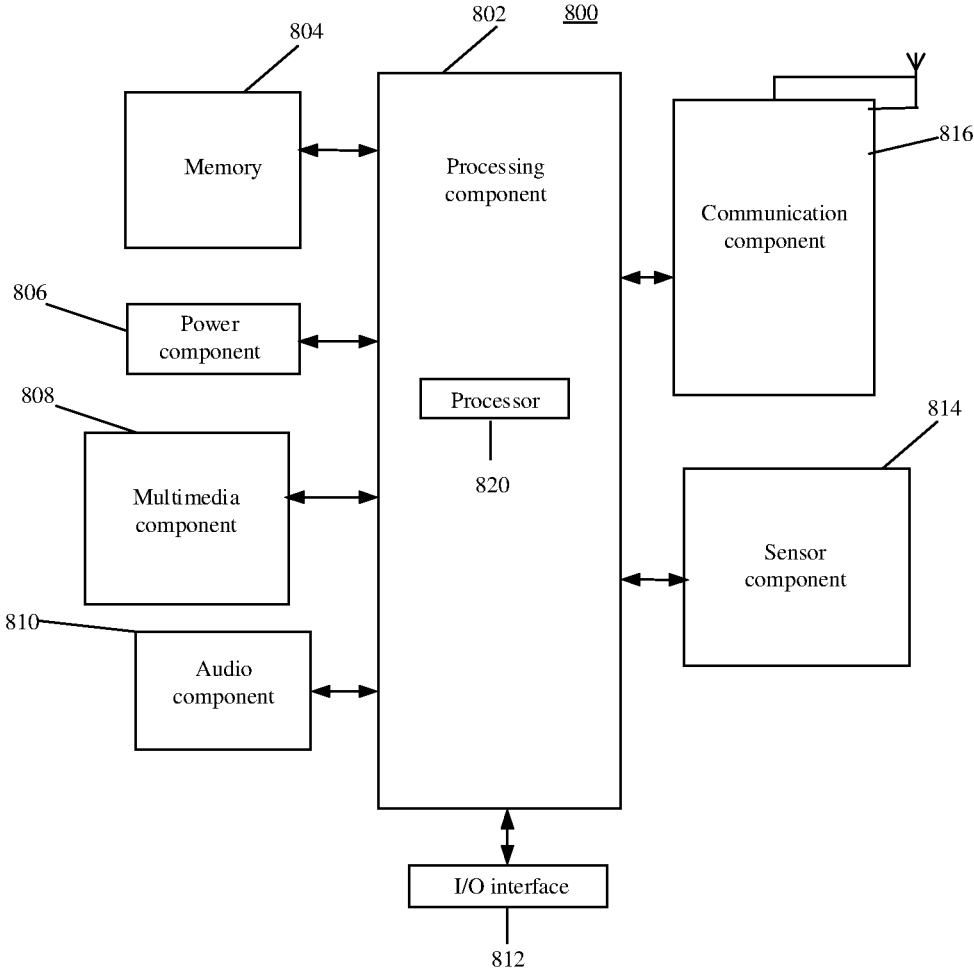 802
800
804
Memory
Processing
component
816
Communication
component
806
Power
component
808
Processor
820
814
Multimedia
component
Sensor
component
810
Audio
component
I/O interface
812